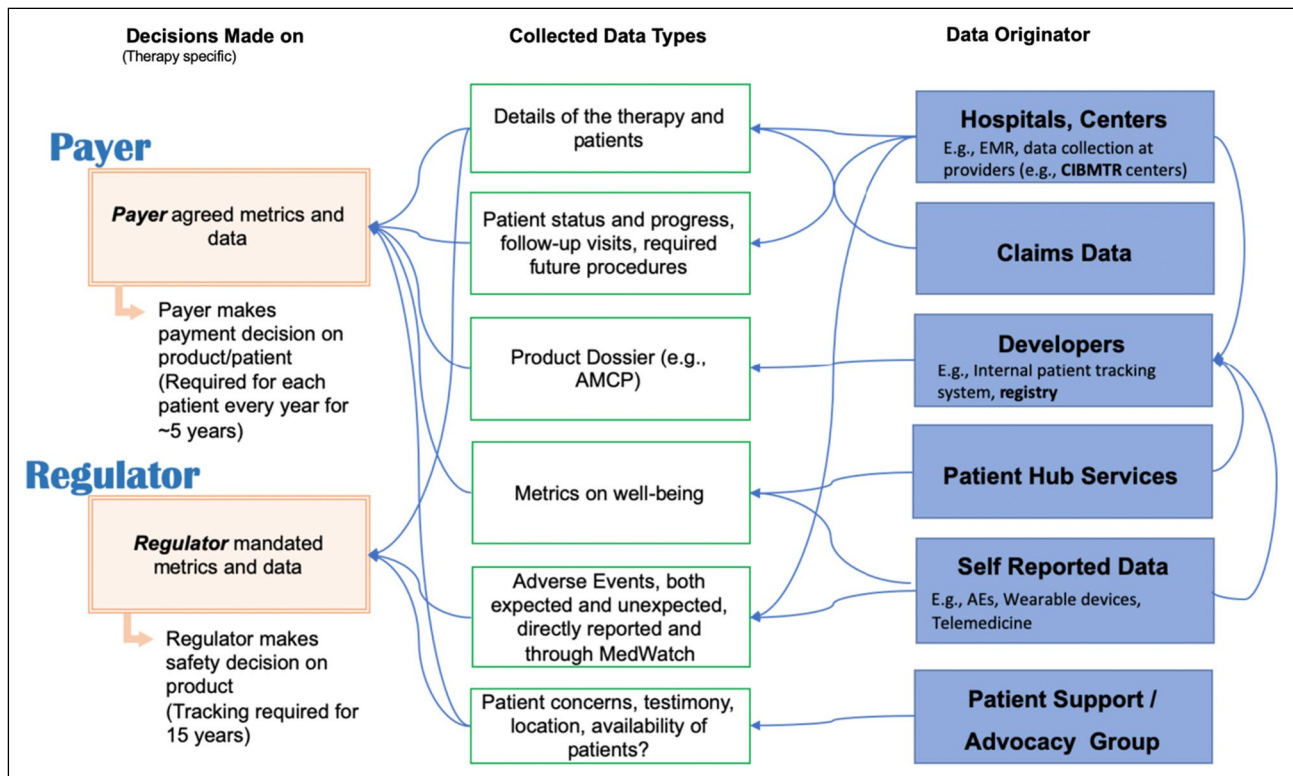 Decisions Made on
(Therapy specific)
Collected Data Types
Data Originator
Payer
Payer agreed metrics and
data
Payer makes
payment decision on
product/patient
(Required for each
patient every year for
~5 years)
Regulator
Regulator mandated
metrics and data
Regulator makes
safety decision on
product
(Tracking required for
15 years)
Details of the therapy and
patients
Patient status and progress,
follow-up visits, required
future procedures
Product Dossier (e.g.,
AMCP)
Metrics on well-being
Adverse Events, both
expected and unexpected,
directly reported and
through MedWatch
Patient concerns, testimony,
location, availability of
patients?
Hospitals, Centers
E.g., EMR, data collection at
providers (e.g., CIBMTR centers)
Claims Data
Developers
E.g., Internal patient tracking
system, registry
Patient Hub Services
Self Reported Data
E.g., AEs, Wearable devices,
Telemedicine
Patient Support /
Advocacy Group